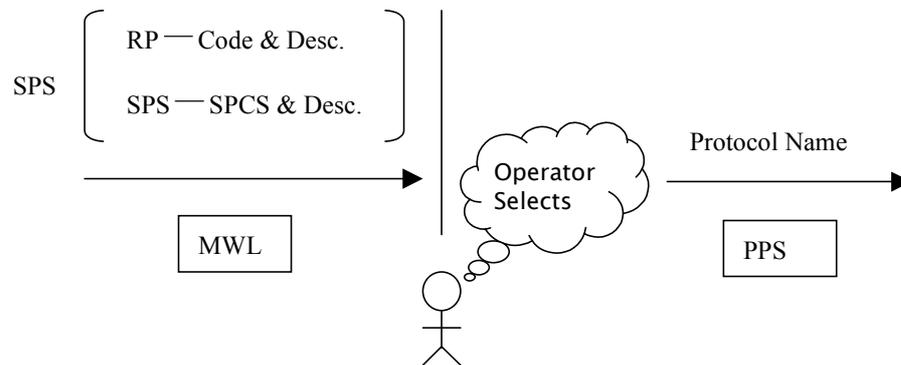 RP — Code & Desc.
SPS
SPS — SPCS & Desc.
Operator
Selects
Protocol Name
MWL
PPS